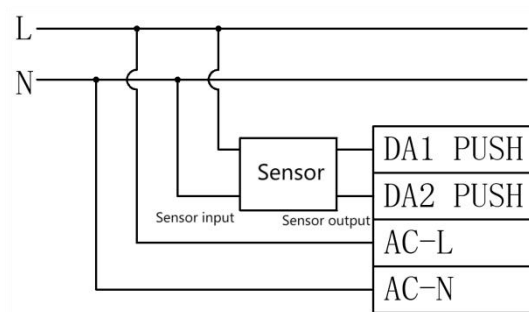 L
N
DA1 PUSH
Sensor
DA2 PUSH
Sensor input
Sensor output
AC-L
AC-N